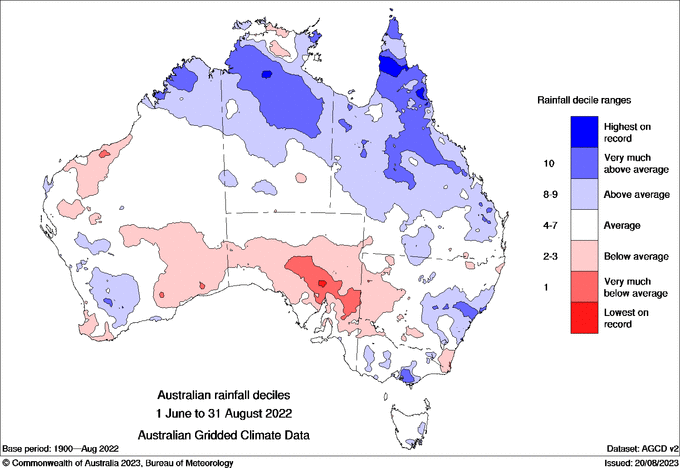 Rainfall decile ranges
Highest on
record
10
Very much
above average
8-9
Above average
4-7
Average
2-3
Below average
1
Very much
below average
Lowest on
record
Australian rainfall deciles
1 June to 31 August 2022
Australian Gridded Climate Data
Base period: 1900—Aug 2022
Dataset: AGCD v2
© Commonwealth of Australia 2023, Bureau of Meteorology
Issued: 20/08/2023